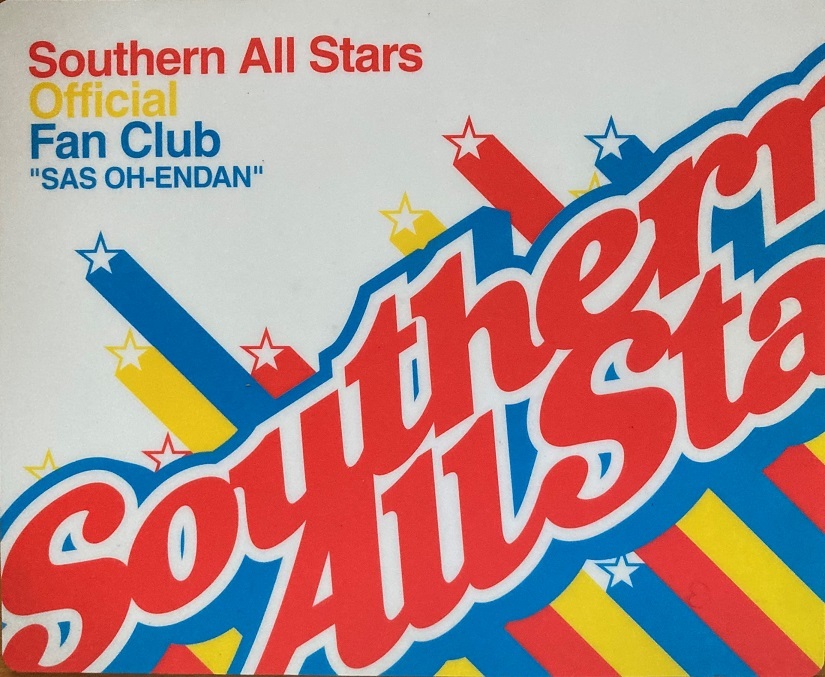 Southern All Stars
Official
Fan Club
"SAS OH-ENDAN"
Southern
All Sta